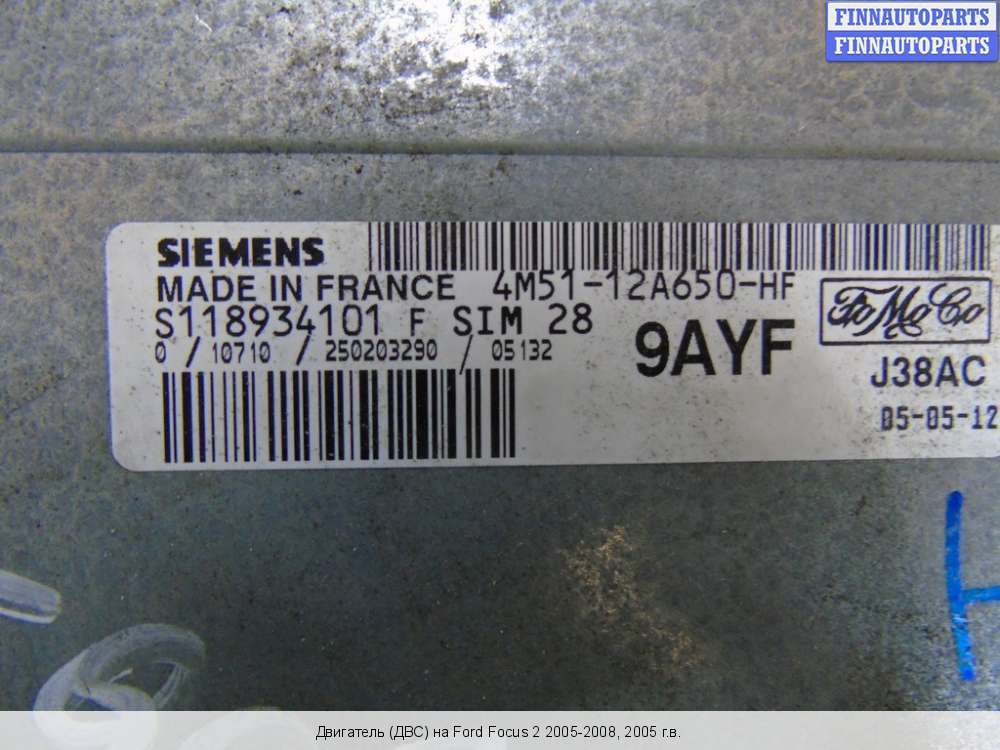 FINNAUTOPARTS
FINNAUTOPARTS
SIEMENS
MADE IN FRANCE 4M51-12A650-HF
S118934101 F SIM 28
0 / 10710 / 250203290 / 05132
9AYF
FoMoCo
J38AC
05-05-12
H
Двигатель (ДВС) на Ford Focus 2 2005-2008, 2005 г.в.